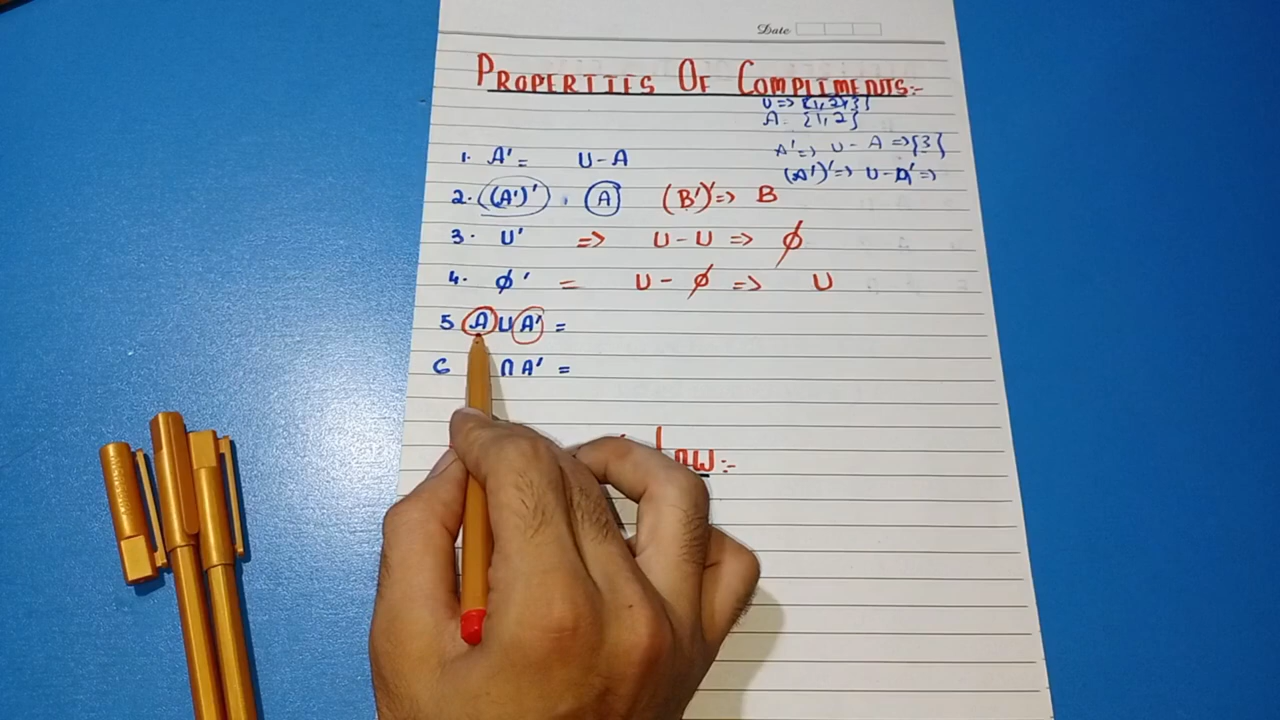 Date
PROPERTIES OF COMPLIMENTS:-
U => {1,2,3}
A = {1,2}
A' => U - A => {3}
(A')' => U - A' =>
1. A' = U - A
2. (A')' = A (B')' => B
3. U' => U - U => ϕ
4. ϕ' = U - ϕ => U
5 A U A' =
6 ∩ A' =
Law:-